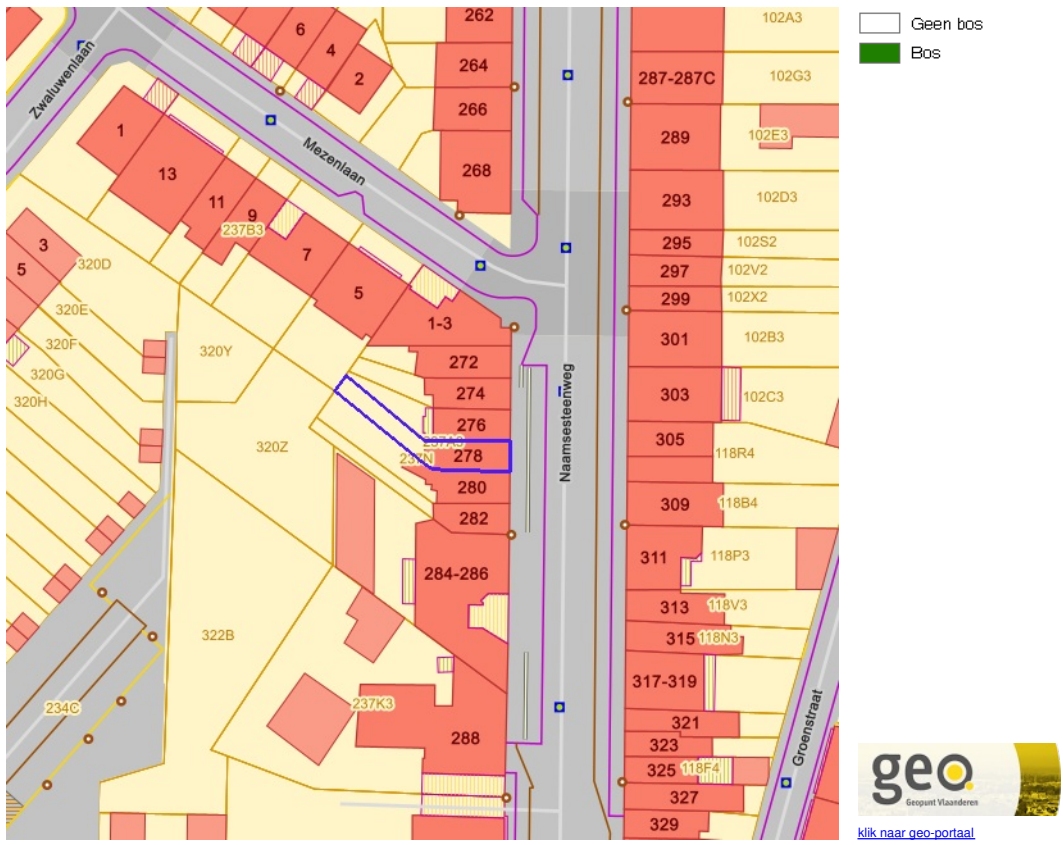 262
102A3
6
4
2
264
287-287C
102G3
266
Zwaluwenlaan
Mezenlaan
1
289
102E3
13
268
11
9
237B3
293
102D3
3
5
320D
7
295
102S2
297
102V2
320E
5
299
102X2
1-3
320F
320Y
301
102B3
272
320G
274
Naamsesteenweg
303
102C3
320H
276
237A3
305
320Z
237N
278
118R4
280
309
118B4
282
311
118P3
284-286
313
118V3
322B
315
118N3
317-319
234C
237K3
321
288
323
325
118F4
327
329
Groenstraat
Geen bos
Bos
geo
Geopunt Vlaanderen
klik naar geo-portaal